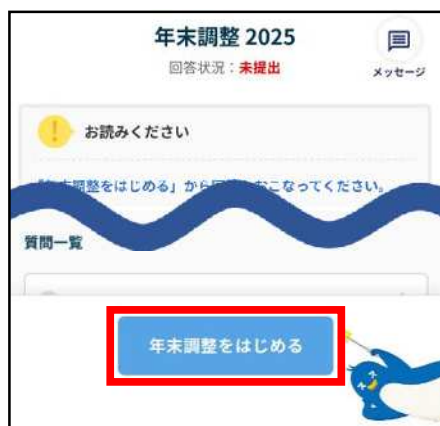 年末調整 2025
回答状況：未提出
メッセージ
お読みください
年末調整をはじめる」から
おこなってください。
質問一覧
年末調整をはじめる